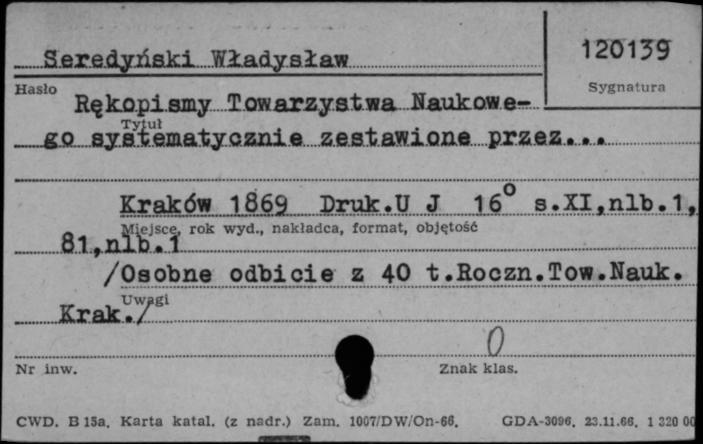 Seredyński Władysław
120139
Hasło
Sygnatura
Rękopismy Towarzystwa Naukowe-
Tytuł
go systematycznie zestawione przez...
Kraków 1869 Druk.U J 16° s.XI,nlb.1,
Miejsce, rok wyd., nakładca, format, objętość
81,nlb.1
/Osobne odbicie z 40 t.Roczn.Tow.Nauk.
Uwagi
Krak./
0
Nr inw.
Znak klas.
CWD. B 15a. Karta katal. (z nadr.) Zam. 1007/DW/On-66. GDA-3096. 23.11.66. 1 320 00